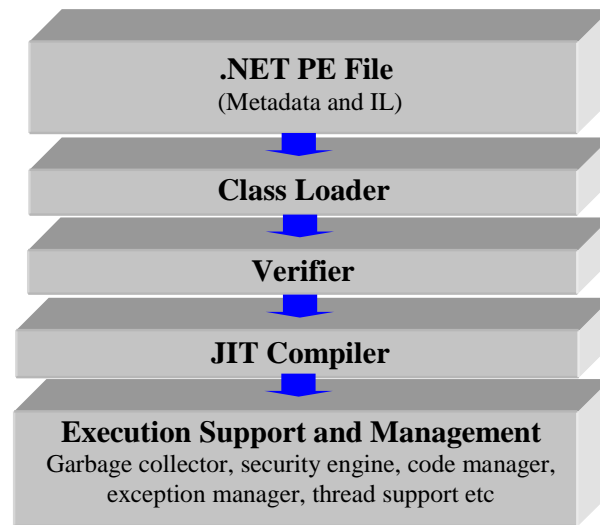 .NET PE File
(Metadata and IL)
Class Loader
Verifier
JIT Compiler
Execution Support and Management
Garbage collector, security engine, code manager,
exception manager, thread support etc